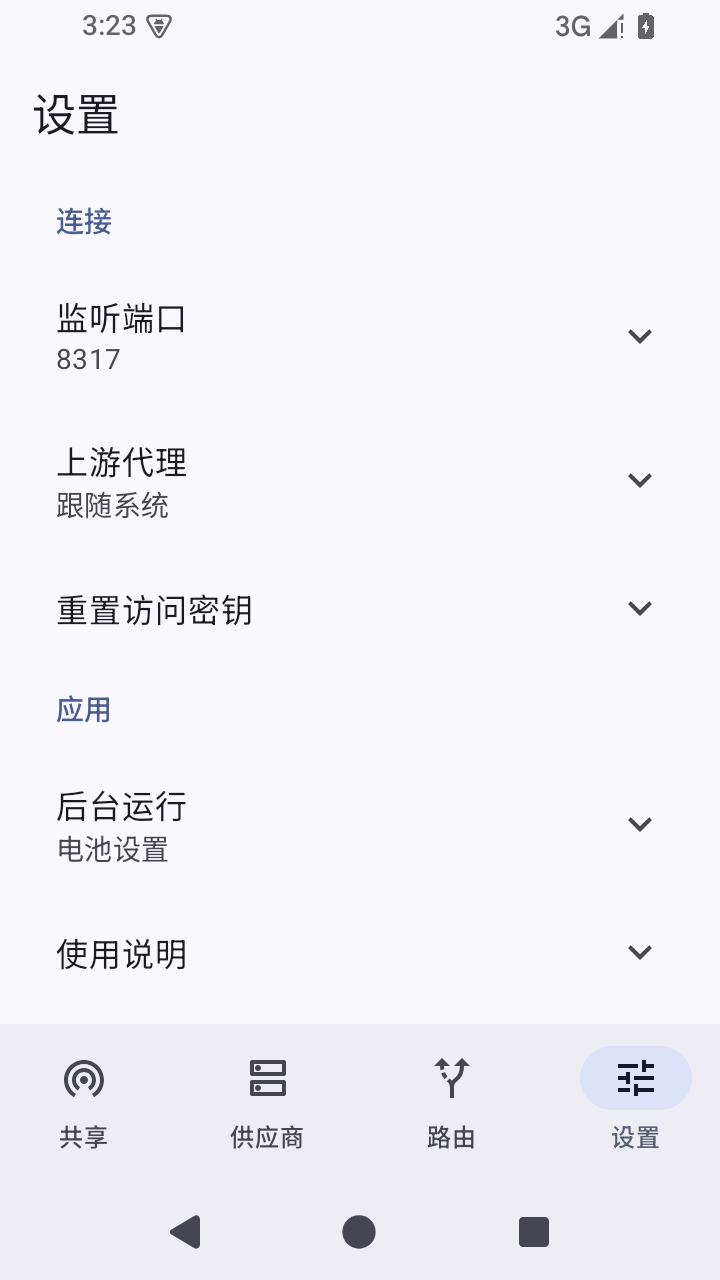 3:23
3G
设置
连接
监听端口
8317
上游代理
跟随系统
重置访问密钥
应用
后台运行
电池设置
使用说明
共享
供应商
路由
设置